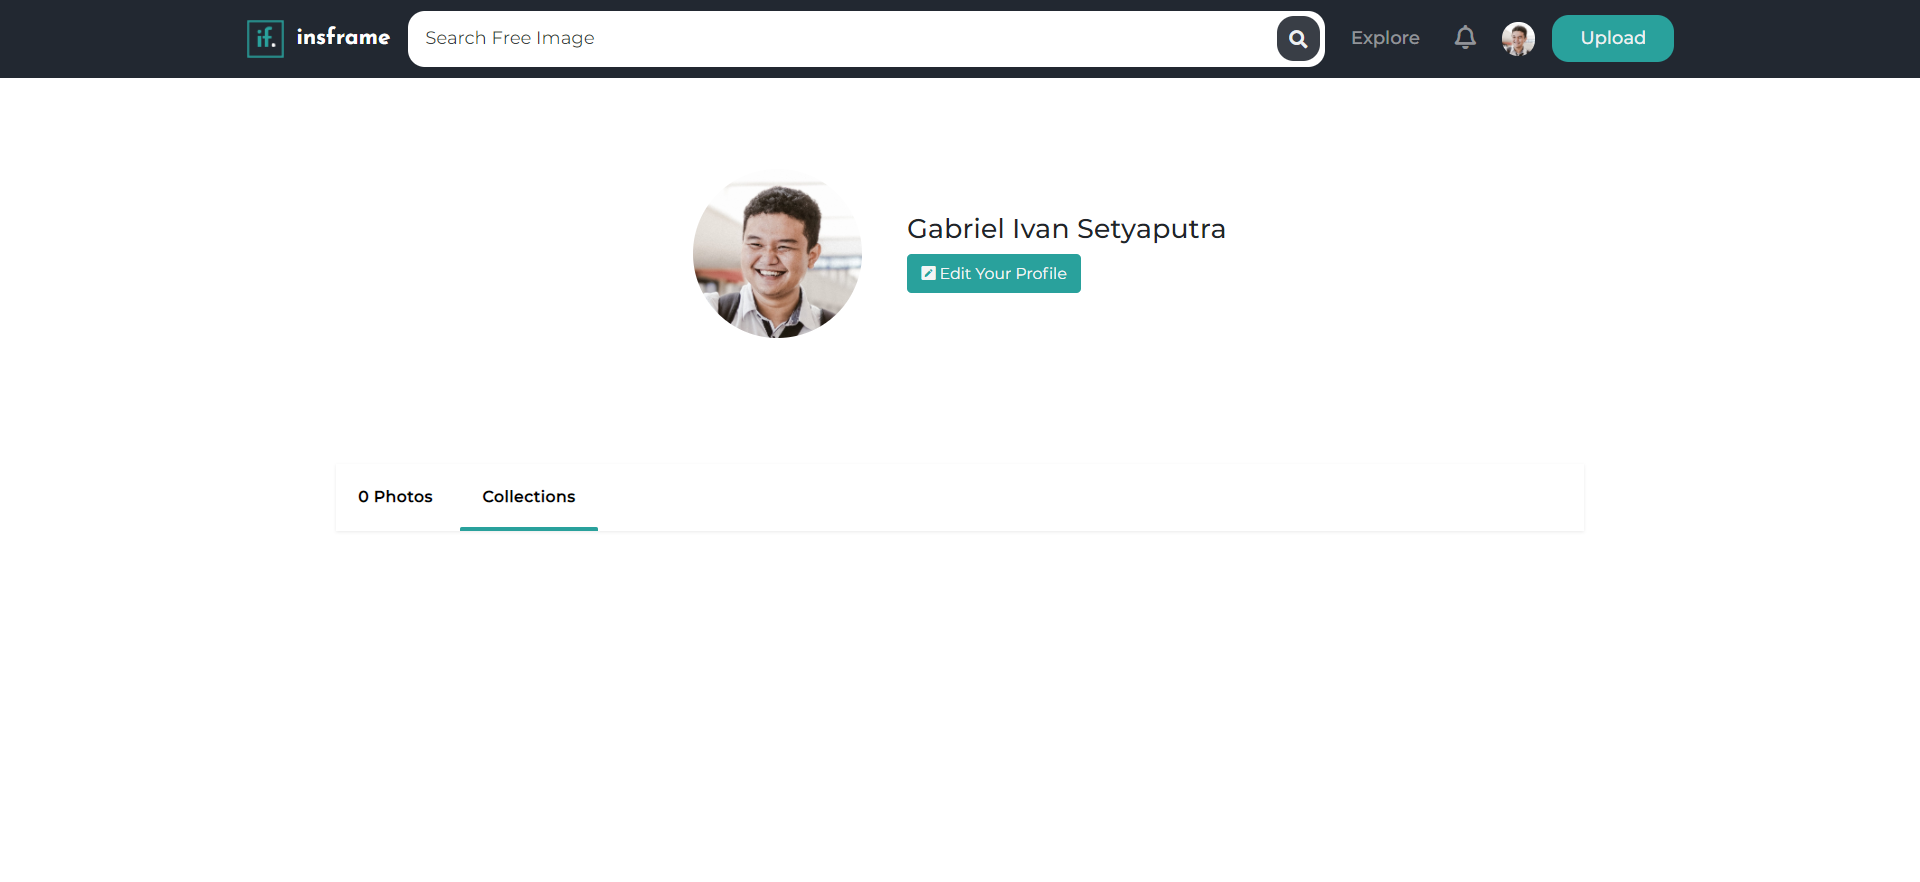 if. insframe
Search Free Image
Explore
Upload
Gabriel Ivan Setyaputra
Edit Your Profile
0 Photos
Collections